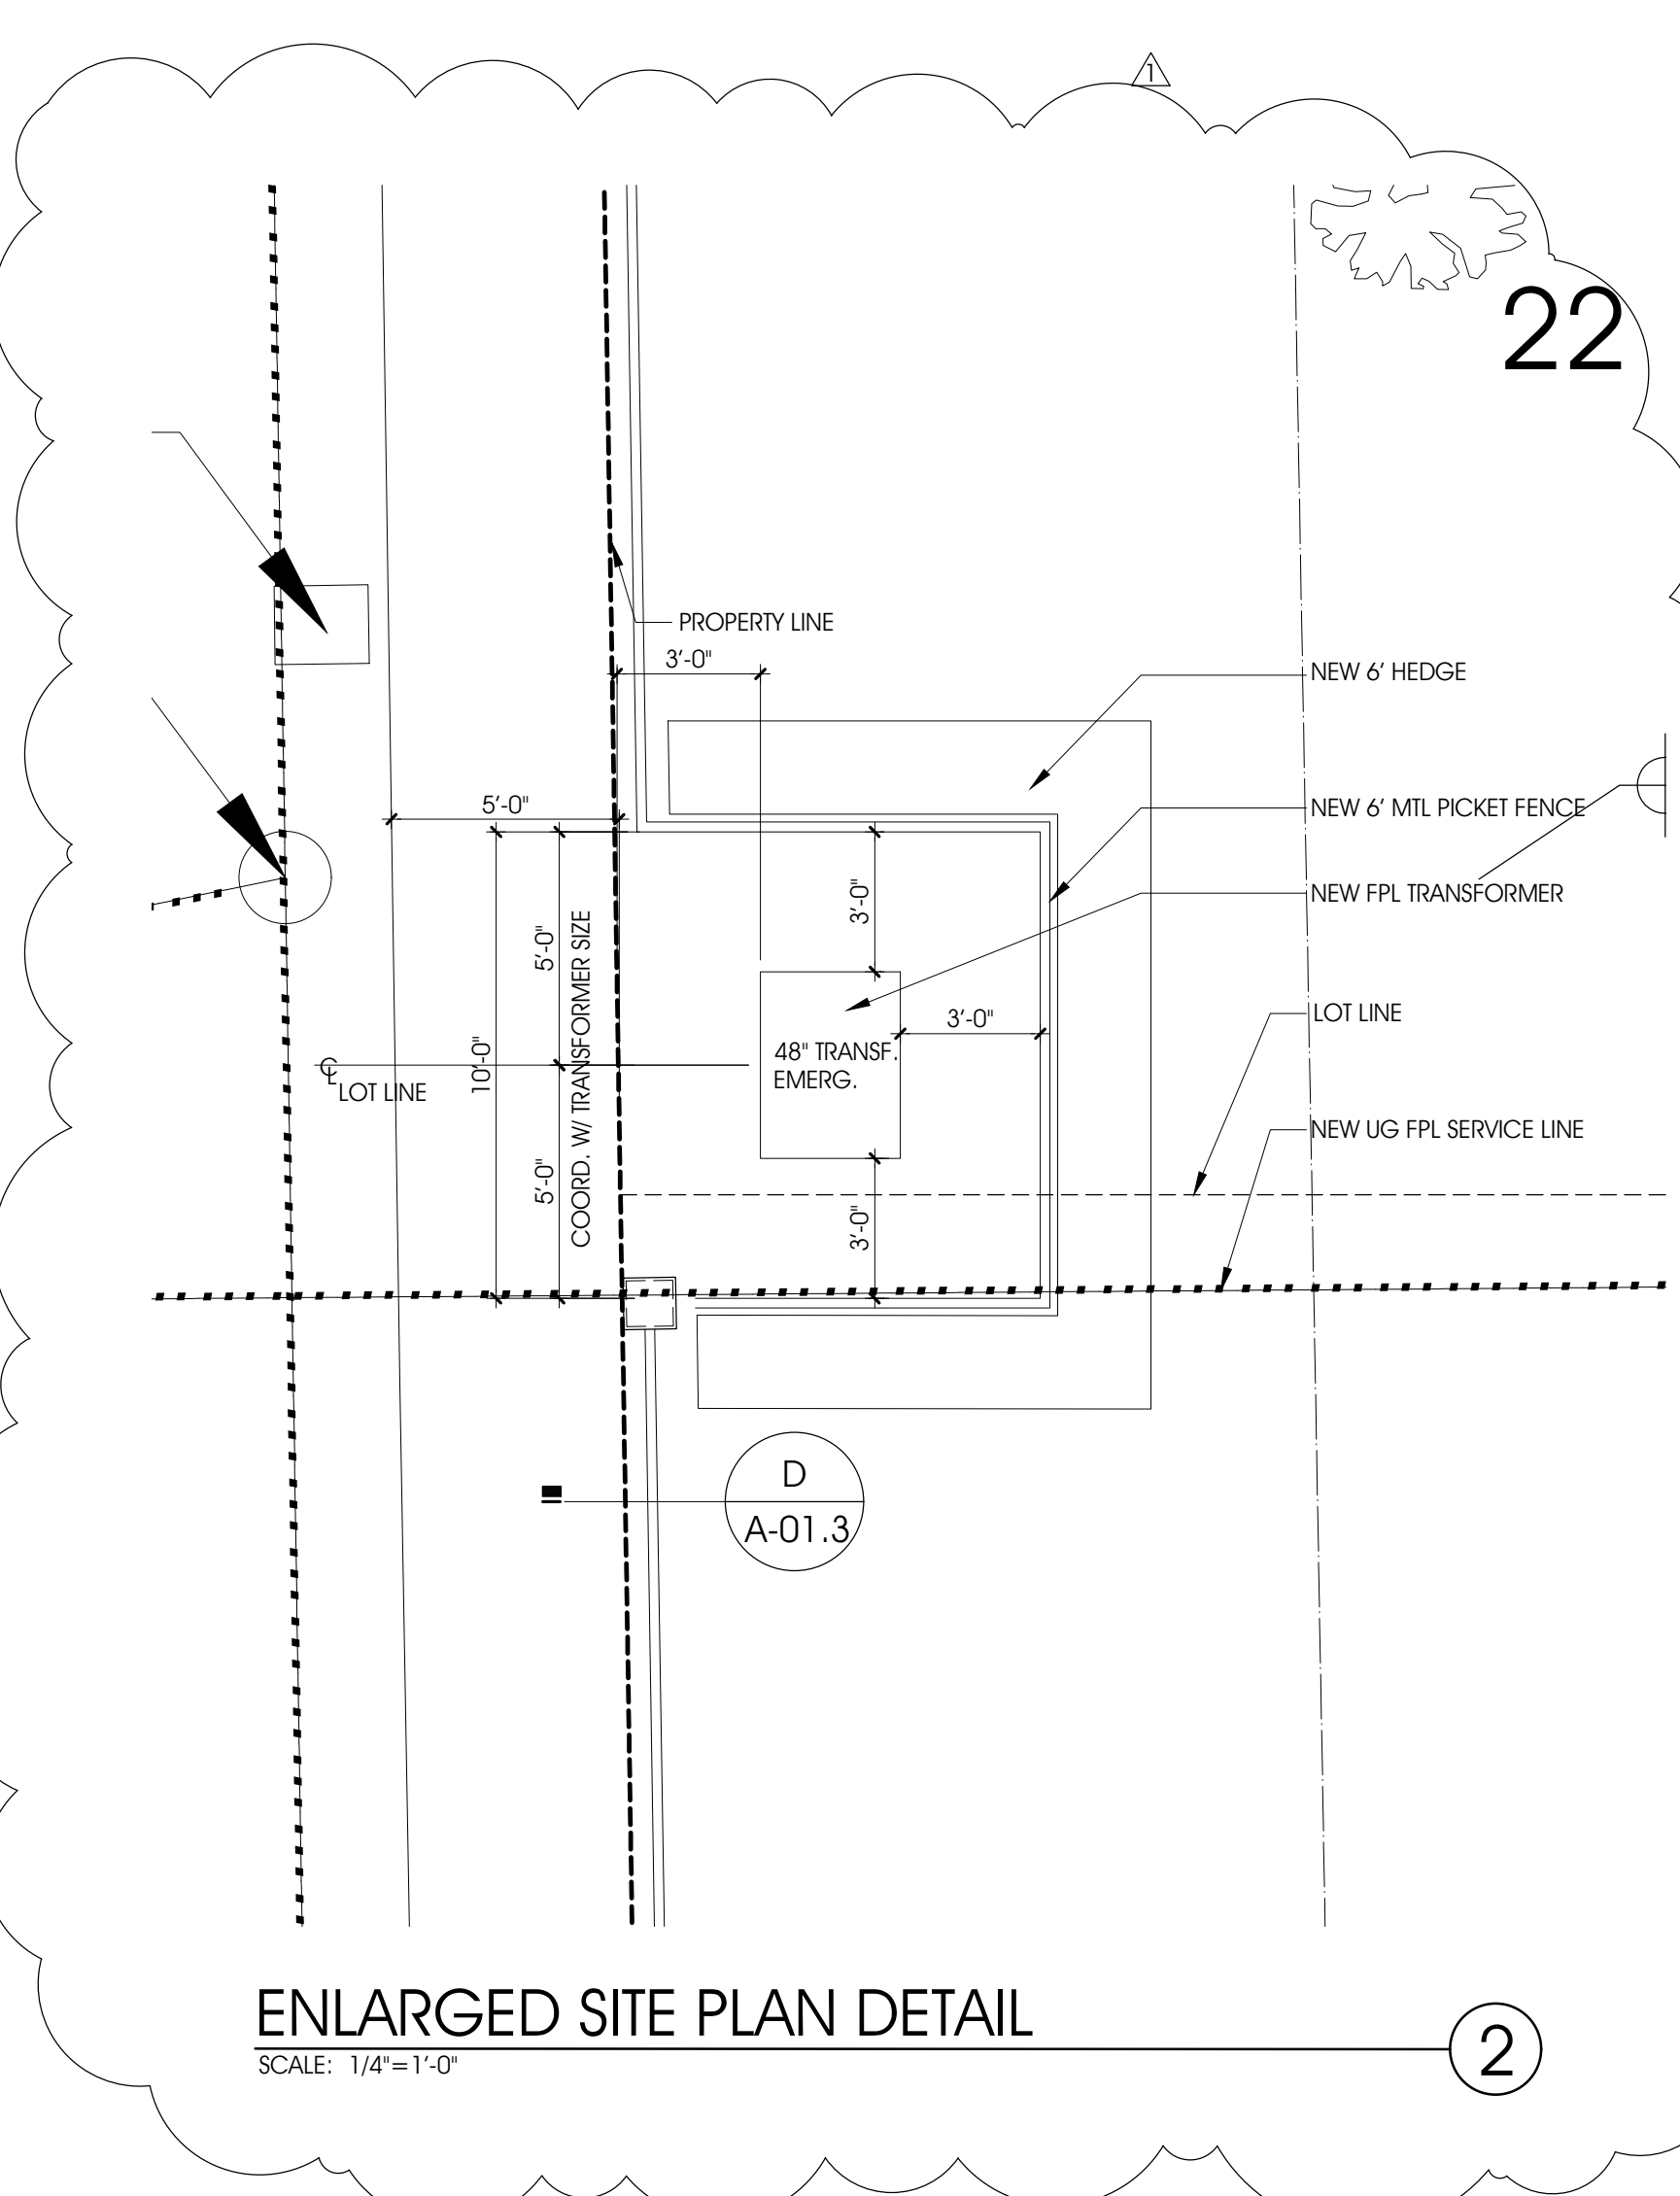 1
22
PROPERTY LINE
3'-0"
NEW 6' HEDGE
5'-0"
NEW 6' MTL PICKET FENCE
3'-0"
NEW FPL TRANSFORMER
5'-0"
COORD. W/ TRANSFORMER SIZE
10'-0"
3'-0"
LOT LINE
48" TRANSF.
EMERG.
℄
LOT LINE
NEW UG FPL SERVICE LINE
5'-0"
3'-0"
D
A-01.3
ENLARGED SITE PLAN DETAIL
2
SCALE: 1/4"=1'-0"